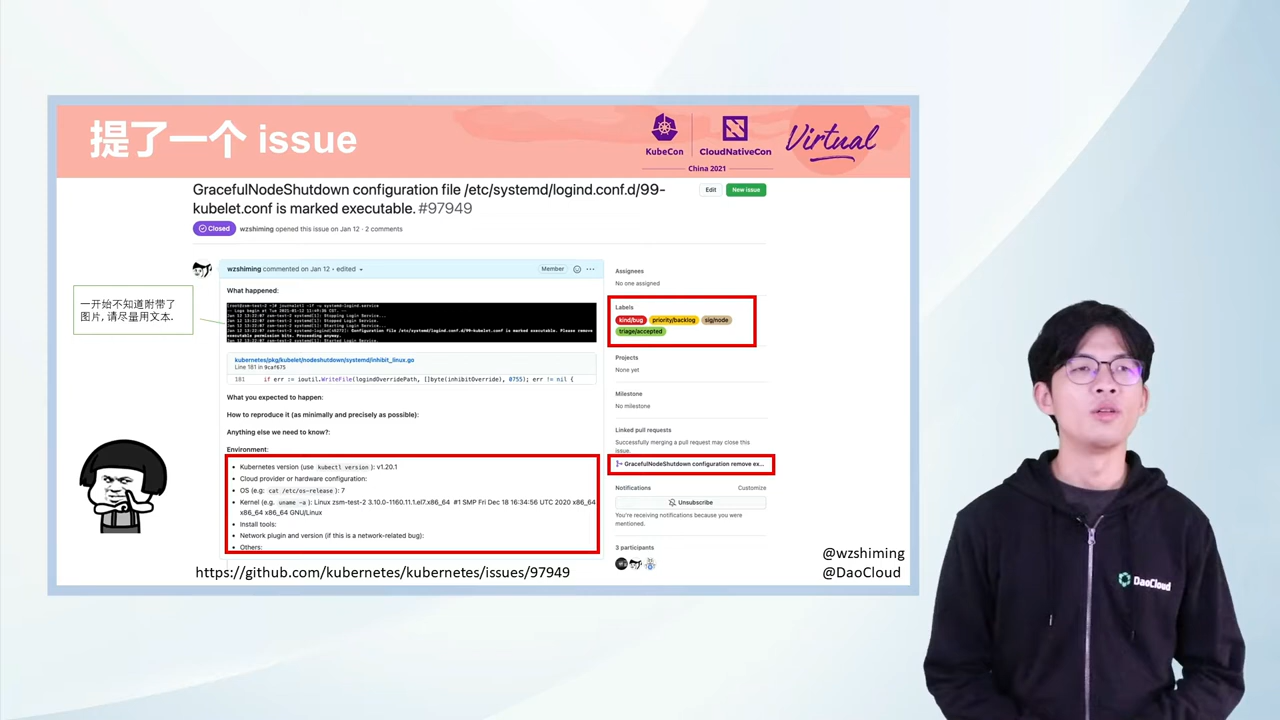 提了一个 issue
KubeCon
CloudNativeCon
Virtual
China 2021
GracefulNodeShutdown configuration file /etc/systemd/logind.conf.d/99-
kubelet.conf is marked executable. #97949
Edit
New issue
Closed
wzshiming opened this issue on Jan 12 · 2 comments
wzshiming commented on Jan 12 • edited
Member
What happened:
一开始不知道附带了
图片, 请尽量用文本.
kubernetes/pkg/kubelet/nodeshutdown/systemd/inhibit_linux.go
Line 181 in 9caf675
181 if err := ioutil.WriteFile(logindOverridePath, []byte(inhibitOverride), 0755); err != nil {
What you expected to happen:
How to reproduce it (as minimally and precisely as possible):
Anything else we need to know?:
Environment:
Kubernetes version (use kubectl version ): v1.20.1
Cloud provider or hardware configuration:
OS (e.g: cat /etc/os-release ): 7
Kernel (e.g. uname -a ): Linux zsm-test-2 3.10.0-1160.11.1.el7.x86_64 #1 SMP Fri Dec 18 16:34:56 UTC 2020 x86_64
x86_64 x86_64 GNU/Linux
Install tools:
Network plugin and version (if this is a network-related bug):
Others:
Assignees
No one assigned
Labels
kind/bug priority/backlog sig/node
triage/accepted
Projects
None yet
Milestone
No milestone
Linked pull requests
Successfully merging a pull request may close this
issue.
GracefulNodeShutdown configuration remove ex...
Notifications
Customize
Unsubscribe
You're receiving notifications because you were
mentioned.
3 participants
https://github.com/kubernetes/kubernetes/issues/97949
@wzshiming
@DaoCloud
DaoCloud